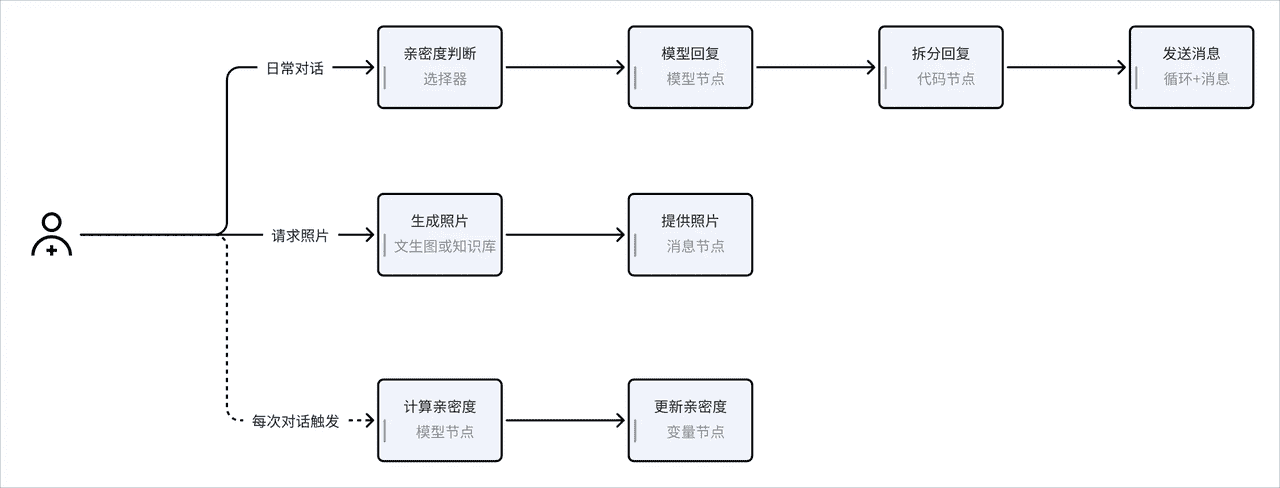 日常对话
亲密度判断
选择器
模型回复
模型节点
拆分回复
代码节点
发送消息
循环+消息
请求照片
生成照片
文生图或知识库
提供照片
消息节点
每次对话触发
计算亲密度
模型节点
更新亲密度
变量节点